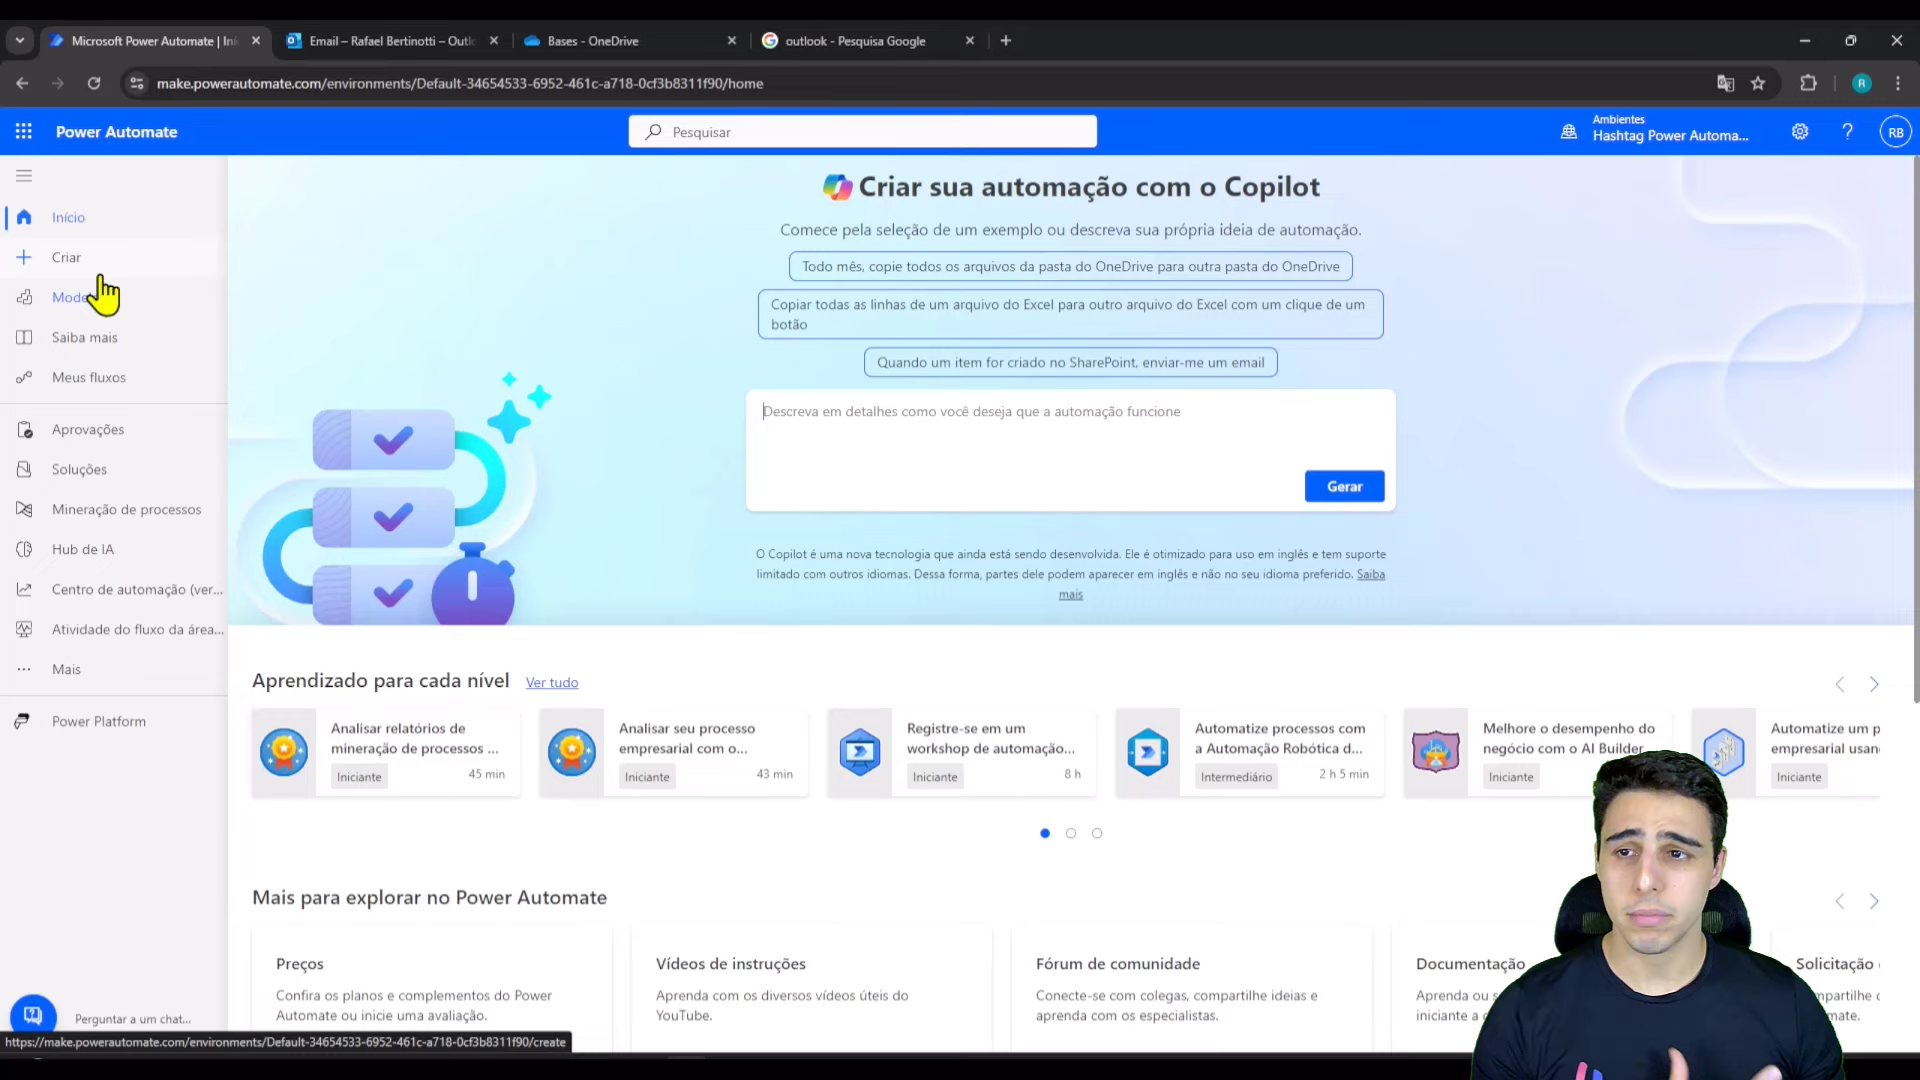 Microsoft Power Automate | Iní
Email – Rafael Bertinotti – Outl
Bases - OneDrive
outlook - Pesquisa Google
make.powerautomate.com/environments/Default-34654533-6952-461c-a718-0cf3b8311f90/home
R
Power Automate
Pesquisar
Ambientes
Hashtag Power Automa...
RB
Início
Criar
Mode
Saiba mais
Meus fluxos
Aprovações
Soluções
Mineração de processos
Hub de IA
Centro de automação (ver...
Atividade do fluxo da área...
Mais
Power Platform
Perguntar a um chat...
Criar sua automação com o Copilot
Comece pela seleção de um exemplo ou descreva sua própria ideia de automação.
Todo mês, copie todos os arquivos da pasta do OneDrive para outra pasta do OneDrive
Copiar todas as linhas de um arquivo do Excel para outro arquivo do Excel com um clique de um
botão
Quando um item for criado no SharePoint, enviar-me um email
Descreva em detalhes como você deseja que a automação funcione
Gerar
O Copilot é uma nova tecnologia que ainda está sendo desenvolvida. Ele é otimizado para uso em inglês e tem suporte
limitado com outros idiomas. Dessa forma, partes dele podem aparecer em inglês e não no seu idioma preferido. Saiba
mais
Aprendizado para cada nível Ver tudo
Analisar relatórios de
mineração de processos ...
Iniciante 45 min
Analisar seu processo
empresarial com o...
Iniciante 43 min
Registre-se em um
workshop de automação...
Iniciante 8 h
Automatize processos com
a Automação Robótica d...
Intermediário 2 h 5 min
Melhore o desempenho do
negócio com o AI Builder
Iniciante
Automatize um p
empresarial usan
Iniciante
Mais para explorar no Power Automate
Preços
Confira os planos e complementos do Power
Automate ou inicie uma avaliação.
Vídeos de instruções
Aprenda com os diversos vídeos úteis do
YouTube.
Fórum de comunidade
Conecte-se com colegas, compartilhe ideias e
aprenda com os especialistas.
Documentação
Aprenda ou s
iniciante a
Solicitação
mpartilhe
mate.
https://make.powerautomate.com/environments/Default-34654533-6952-461c-a718-0cf3b8311f90/create